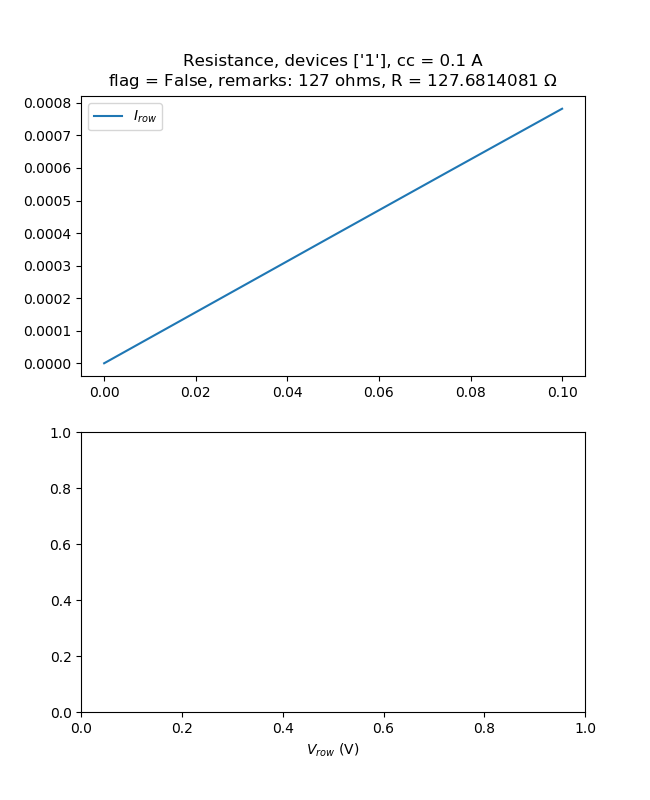 Resistance, devices ['1'], cc = 0.1 A
flag = False, remarks: 127 ohms, R = 127.6814081 Ω
I_row
0.0008
0.0007
0.0006
0.0005
0.0004
0.0003
0.0002
0.0001
0.0000
0.00 0.02 0.04 0.06 0.08 0.10
1.0
0.8
0.6
0.4
0.2
0.0
0.0 0.2 0.4 0.6 0.8 1.0
V_row (V)